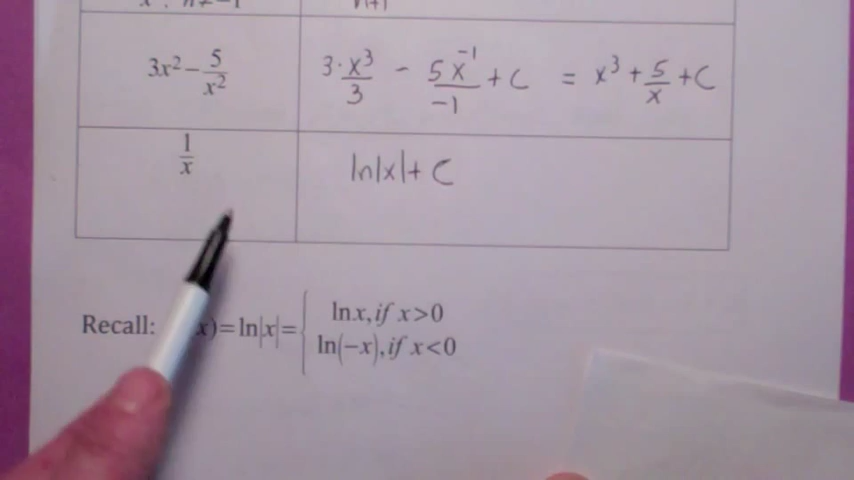 3x² − 5/x² 3·x³/3 − 5x⁻¹/−1 + C = x³ + 5/x + C
1/x ln|x| + C
Recall: x)=ln|x|= { ln x, if x>0
ln(−x), if x<0